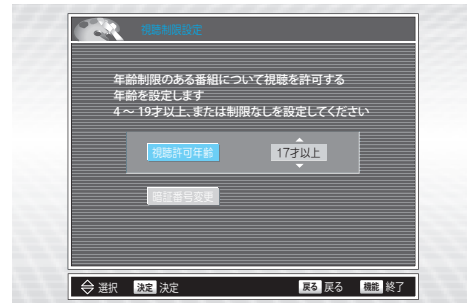 視聴制限設定
年齢制限のある番組について視聴を許可する
年齢を設定します
4～19才以上、または制限なしを設定してください
視聴許可年齢 17才以上
暗証番号変更
選択 決定 決定 戻る 戻る 機能 終了